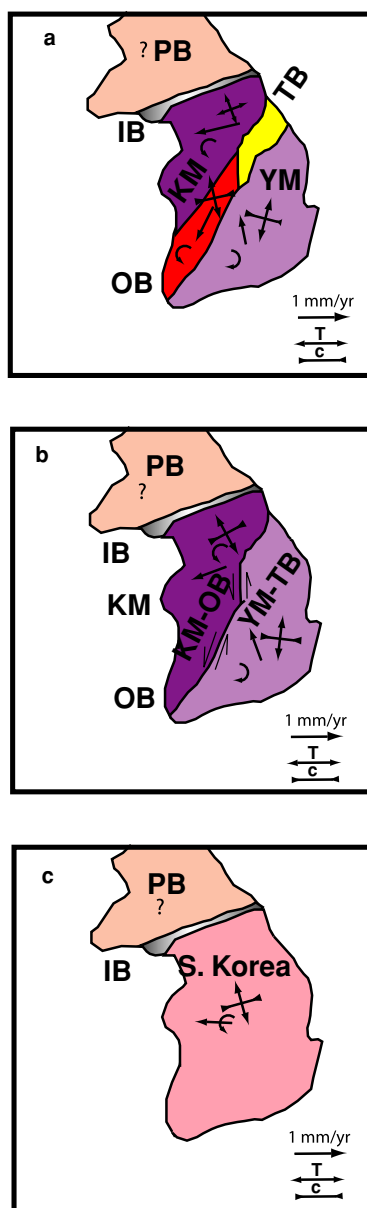 a
? PB
IB
TB
KM
YM
OB
1 mm/yr
T
c
b
PB
?
IB
KM
KM-OB
YM-TB
OB
1 mm/yr
T
c
c
PB
?
IB
S. Korea
1 mm/yr
T
c